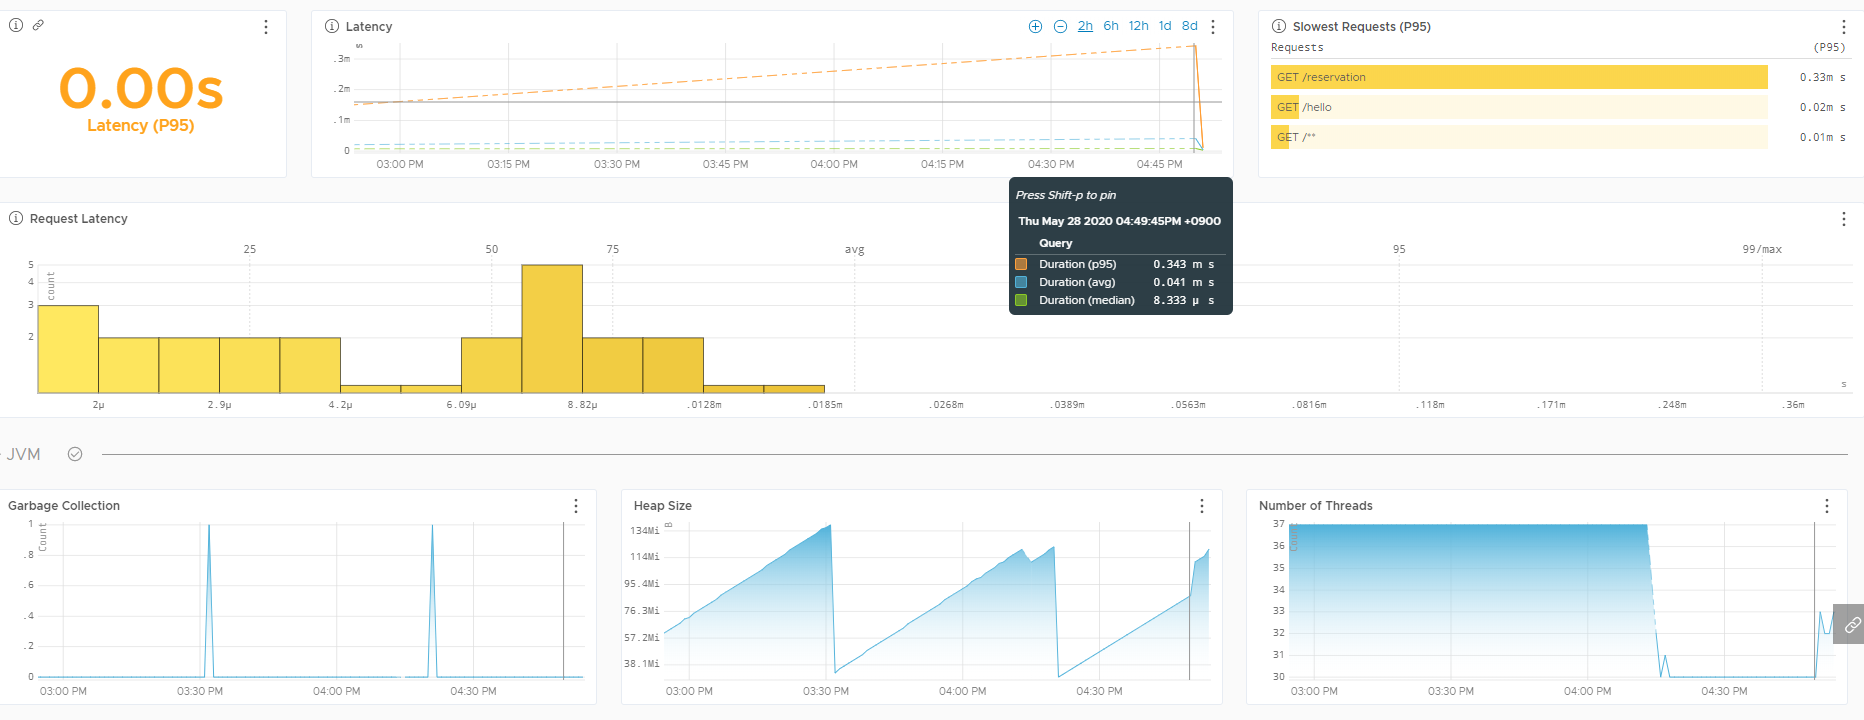 0.00s
Latency (P95)
Latency
2h 6h 12h 1d 8d
s
.3m
.2m
.1m
0
03:00 PM 03:15 PM 03:30 PM 03:45 PM 04:00 PM 04:15 PM 04:30 PM 04:45 PM
Slowest Requests (P95)
Requests (P95)
GET /reservation 0.33m s
GET /hello 0.02m s
GET /** 0.01m s
Press Shift-p to pin
Thu May 28 2020 04:49:45PM +0900
Query
Duration (p95) 0.343 m s
Duration (avg) 0.041 m s
Duration (median) 8.333 µ s
Request Latency
25 50 75 avg 95 99/max
count
5
4
3
2
s
2µ 2.9µ 4.2µ 6.09µ 8.82µ .0128m .0185m .0268m .0389m .0563m .0816m .118m .171m .248m .36m
JVM
Garbage Collection
Count
1
.8
.6
.4
.2
0
03:00 PM 03:30 PM 04:00 PM 04:30 PM
Heap Size
B
134Mi
114Mi
95.4Mi
76.3Mi
57.2Mi
38.1Mi
03:00 PM 03:30 PM 04:00 PM 04:30 PM
Number of Threads
Count
37
36
35
34
33
32
31
30
03:00 PM 03:30 PM 04:00 PM 04:30 PM